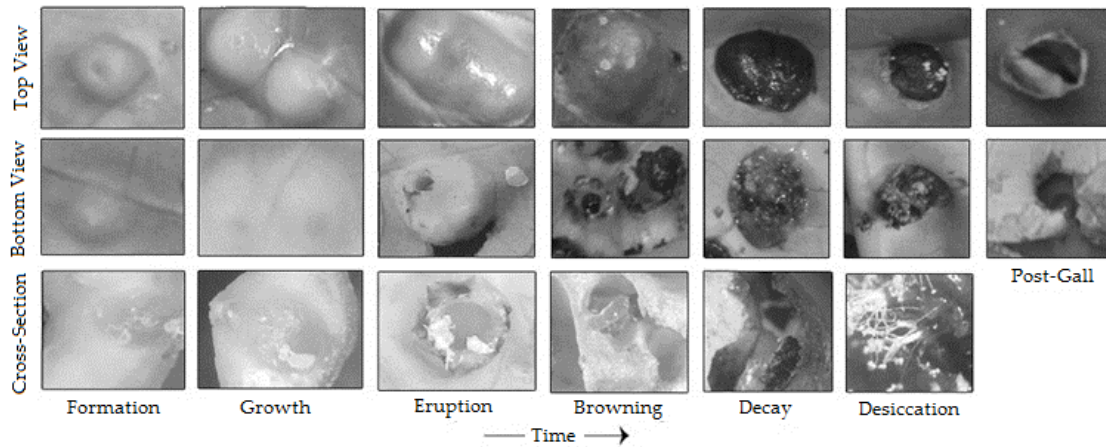 Top View
Bottom View
Cross-Section
Post-Gall
Formation
Growth
Eruption
Browning
Decay
Desiccation
Time